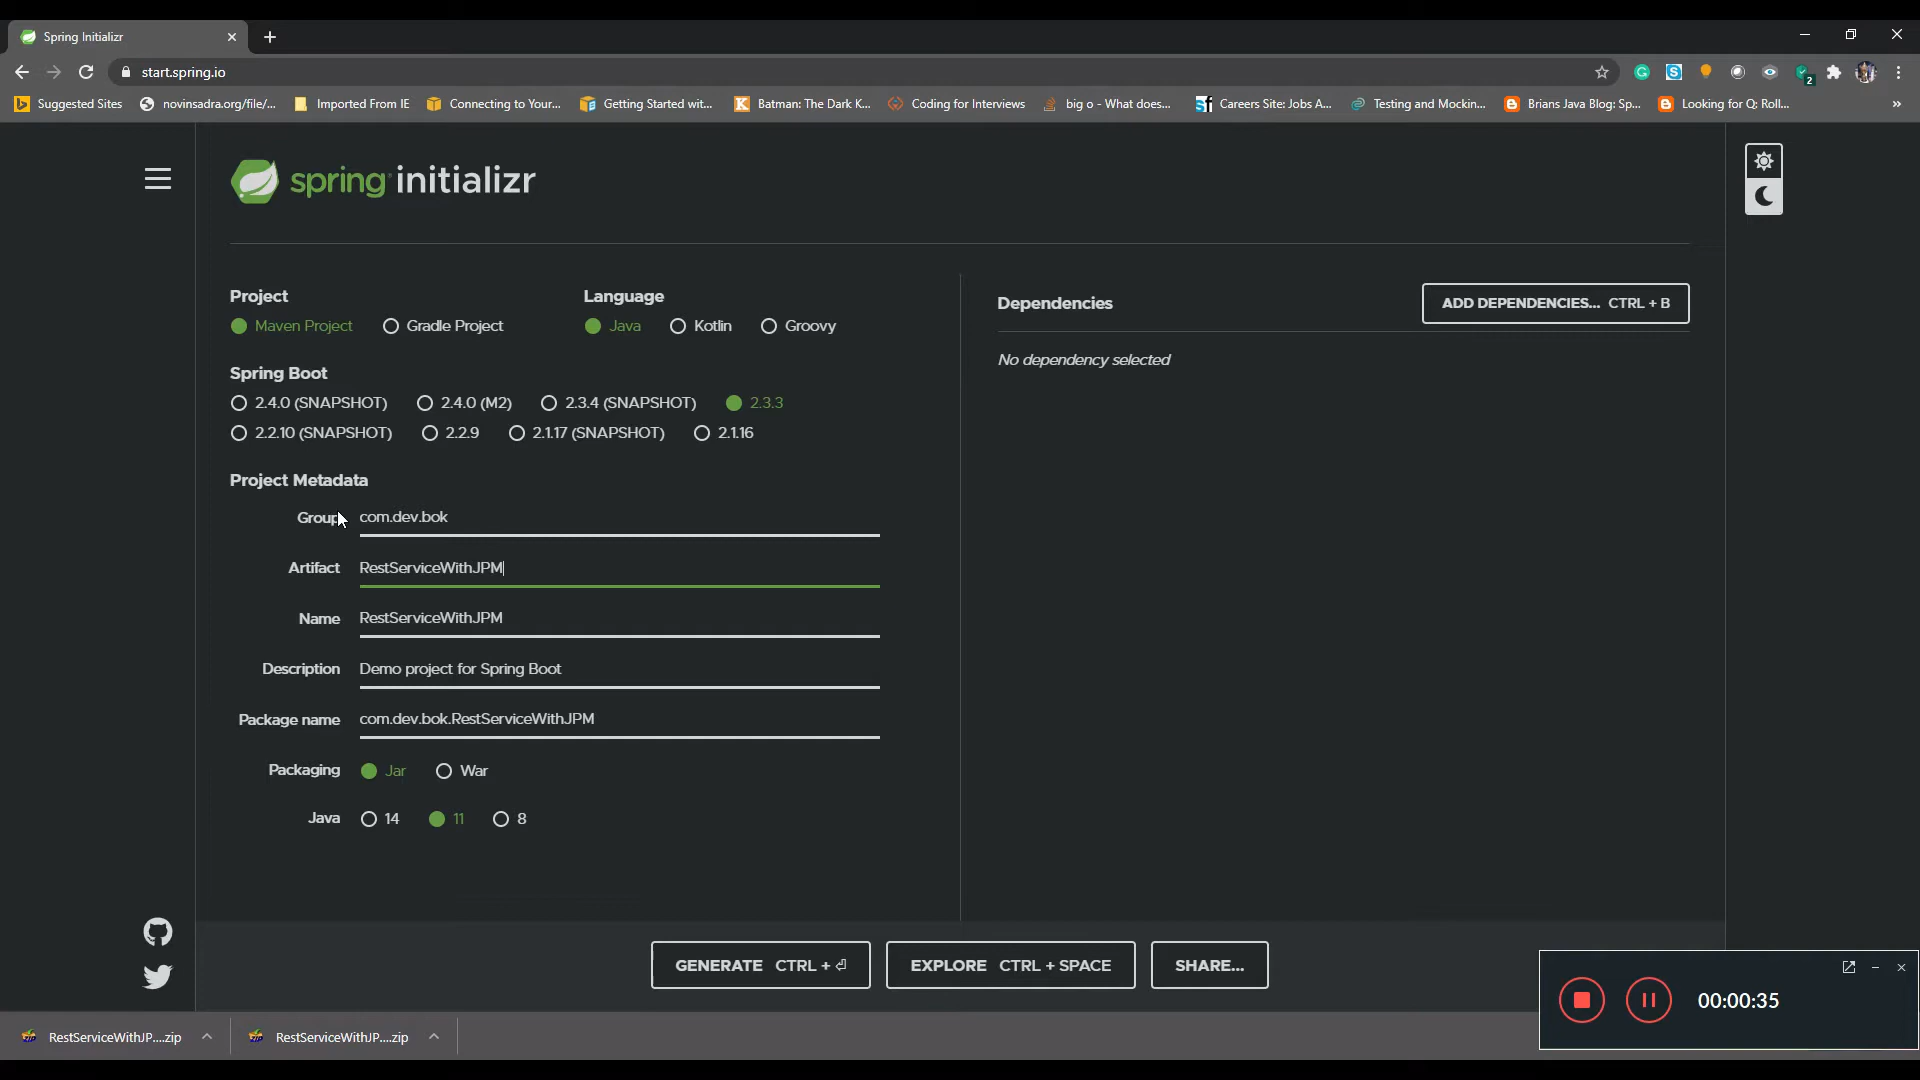 Spring Initializr
start.spring.io
Suggested Sites
novinsadra.org/file/...
Imported From IE
Connecting to Your...
Getting Started wit...
Batman: The Dark K...
Coding for Interviews
big o - What does...
Careers Site: Jobs A...
Testing and Mockin...
Brians Java Blog: Sp...
Looking for Q: Roll...
»
spring initializr
Project
Maven Project
Gradle Project
Language
Java
Kotlin
Groovy
Spring Boot
2.4.0 (SNAPSHOT)
2.4.0 (M2)
2.3.4 (SNAPSHOT)
2.3.3
2.2.10 (SNAPSHOT)
2.2.9
2.1.17 (SNAPSHOT)
2.1.16
Project Metadata
Group com.dev.bok
Artifact RestServiceWithJPM
Name RestServiceWithJPM
Description Demo project for Spring Boot
Package name com.dev.bok.RestServiceWithJPM
Packaging Jar War
Java 14 11 8
Dependencies
ADD DEPENDENCIES... CTRL + B
No dependency selected
GENERATE CTRL + ⏎
EXPLORE CTRL + SPACE
SHARE...
RestServiceWithJP....zip
RestServiceWithJP....zip
00:00:35